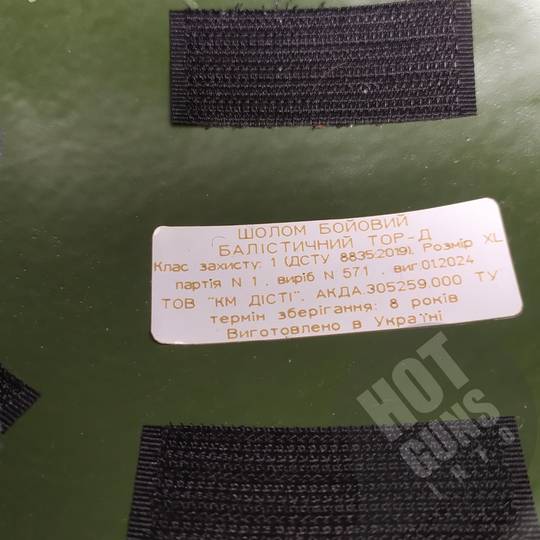 ШОЛОМ БОЙОВИЙ
БАЛІСТИЧНИЙ ТОР-Д
Клас захисту: 1 (ДСТУ 8835:2019), Розмір XL
партія N 1 , виріб N 571 , виг 01.2024
ТОВ "КМ ДІСТІ", АКДА.305259.000 ТУ
термін зберігання: 8 років
Виготовлено в Україні
HOT
GUNS
INFO